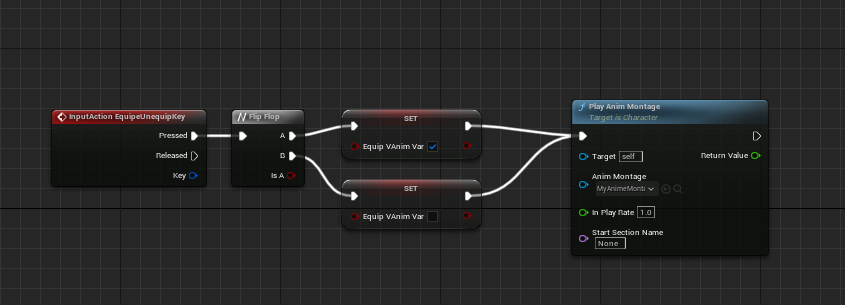 InputAction EquipeUnequipKey
Pressed
Released
Key
// Flip Flop
A
B
Is A
SET
Equip VAnim Var
SET
Equip VAnim Var
f Play Anim Montage
Target is Character
Target self
Return Value
Anim Montage
MyAnimeMonta
In Play Rate 1.0
Start Section Name
None